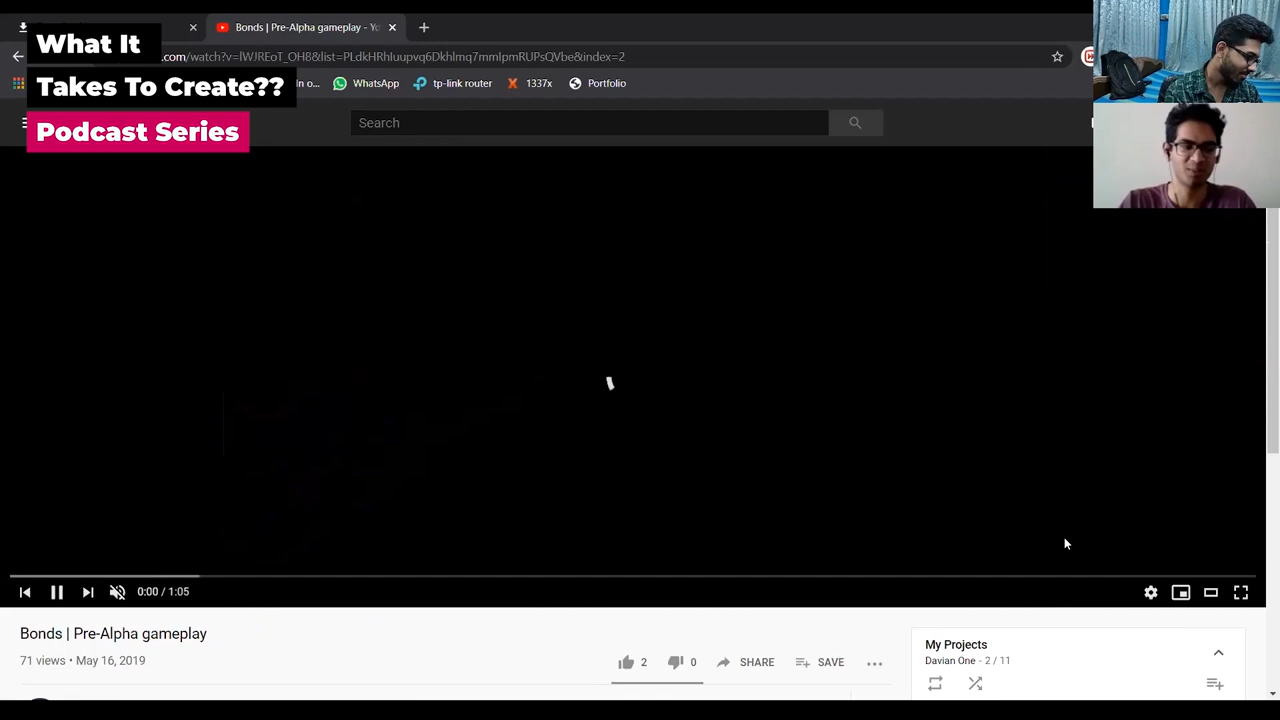 What It
Takes To Create??
Podcast Series
Bonds | Pre-Alpha gameplay - Yo
.com/watch?v=lWJREoT_OH8&list=PLdkHRhIuupvq6Dkhlmq7mmIpmRUPsQVbe&index=2
in o...
WhatsApp
tp-link router
1337x
Portfolio
Search
0:00 / 1:05
Bonds | Pre-Alpha gameplay
71 views • May 16, 2019
2
0
SHARE
SAVE
My Projects
Davian One - 2 / 11